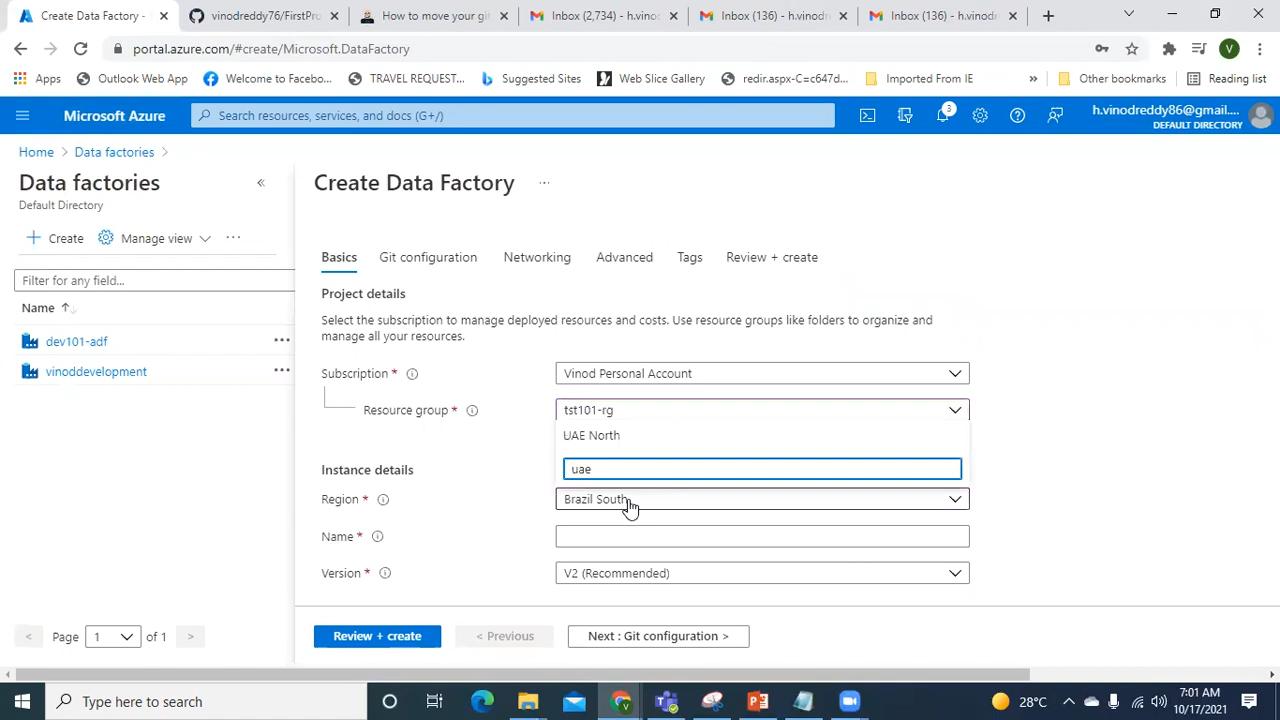 Create Data Factory -
vinodreddy76/FirstPro
How to move your git
Inbox (2,734) - h.vinod
Inbox (136) - h.vinodre
Inbox (136) - h.vinodre
portal.azure.com/#create/Microsoft.DataFactory
V
Apps
Outlook Web App
Welcome to Facebo...
TRAVEL REQUEST...
Suggested Sites
Web Slice Gallery
redir.aspx-C=c647d...
Imported From IE
»
Other bookmarks
Reading list
Microsoft Azure
Search resources, services, and docs (G+/)
3
h.vinodreddy86@gmail....
DEFAULT DIRECTORY
Home > Data factories >
Data factories
«
Default Directory
Create
Manage view
...
Filter for any field...
Name
dev101-adf
...
vinoddevelopment
...
Page 1 of 1
Create Data Factory ...
Basics
Git configuration
Networking
Advanced
Tags
Review + create
Project details
Select the subscription to manage deployed resources and costs. Use resource groups like folders to organize and
manage all your resources.
Subscription *
Vinod Personal Account
Resource group *
tst101-rg
UAE North
uae
Instance details
Region *
Brazil South
Name *
Version *
V2 (Recommended)
Review + create
< Previous
Next : Git configuration >
Type here to search
28°C
7:01 AM
10/17/2021